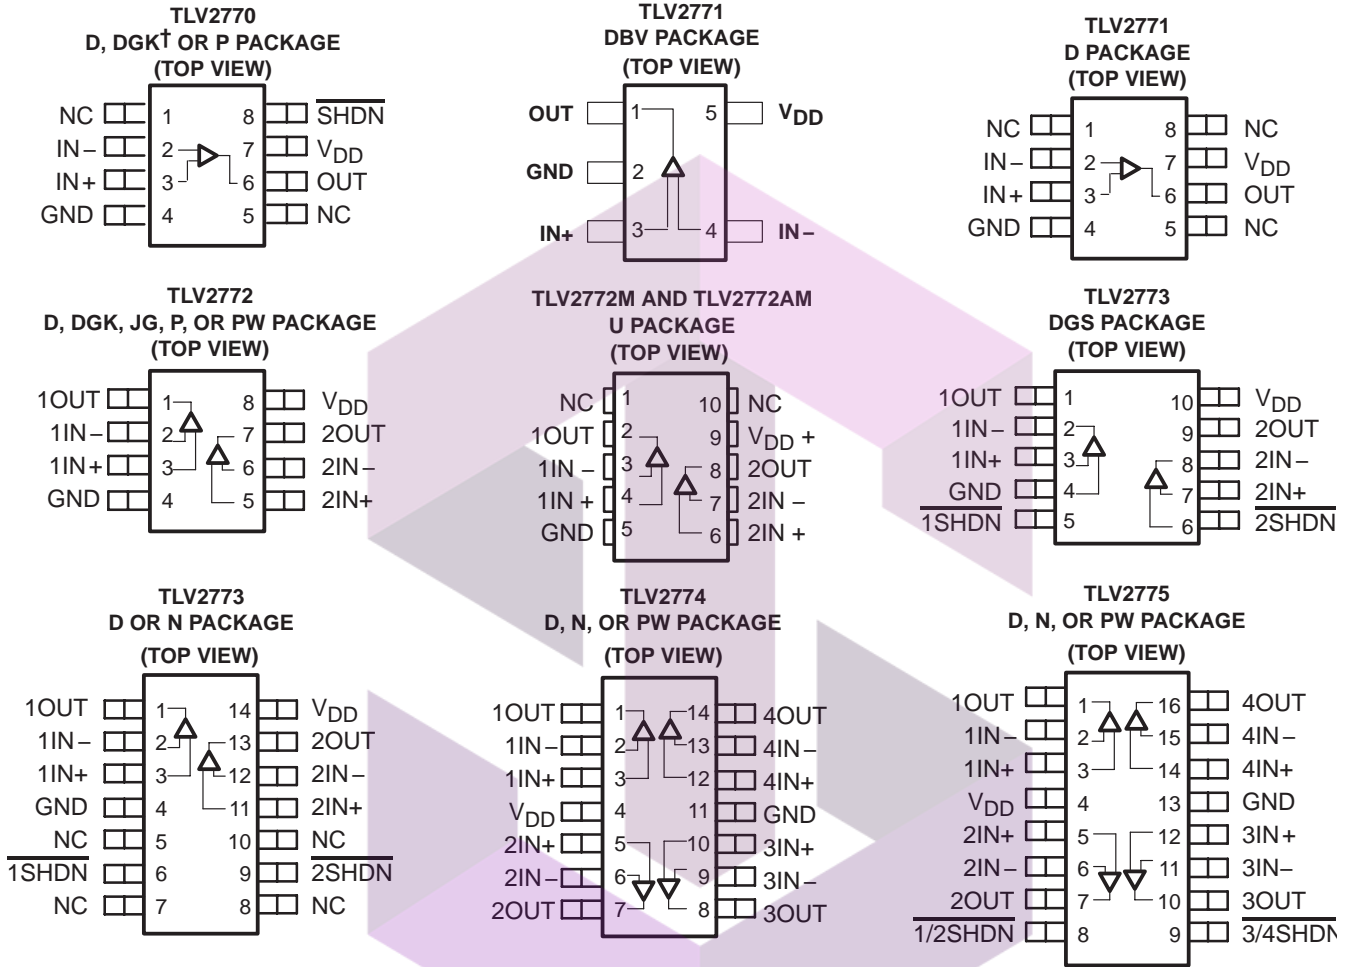 TLV2770
D, DGK† OR P PACKAGE
(TOP VIEW)
NC 1 8 SHDN
IN− 2 7 VDD
IN+ 3 6 OUT
GND 4 5 NC
TLV2771
DBV PACKAGE
(TOP VIEW)
OUT 1 5 VDD
GND 2
IN+ 3 4 IN−
TLV2771
D PACKAGE
(TOP VIEW)
NC 1 8 NC
IN− 2 7 VDD
IN+ 3 6 OUT
GND 4 5 NC
TLV2772
D, DGK, JG, P, OR PW PACKAGE
(TOP VIEW)
1OUT 1 8 VDD
1IN− 2 7 2OUT
1IN+ 3 6 2IN−
GND 4 5 2IN+
TLV2772M AND TLV2772AM
U PACKAGE
(TOP VIEW)
NC 1 10 NC
1OUT 2 9 VDD +
1IN − 3 8 2OUT
1IN + 4 7 2IN −
GND 5 6 2IN +
TLV2773
DGS PACKAGE
(TOP VIEW)
1OUT 1 10 VDD
1IN− 2 9 2OUT
1IN+ 3 8 2IN−
GND 4 7 2IN+
1SHDN 5 6 2SHDN
TLV2773
D OR N PACKAGE
(TOP VIEW)
1OUT 1 14 VDD
1IN− 2 13 2OUT
1IN+ 3 12 2IN−
GND 4 11 2IN+
NC 5 10 NC
1SHDN 6 9 2SHDN
NC 7 8 NC
TLV2774
D, N, OR PW PACKAGE
(TOP VIEW)
1OUT 1 14 4OUT
1IN− 2 13 4IN−
1IN+ 3 12 4IN+
VDD 4 11 GND
2IN+ 5 10 3IN+
2IN− 6 9 3IN−
2OUT 7 8 3OUT
TLV2775
D, N, OR PW PACKAGE
(TOP VIEW)
1OUT 1 16 4OUT
1IN− 2 15 4IN−
1IN+ 3 14 4IN+
VDD 4 13 GND
2IN+ 5 12 3IN+
2IN− 6 11 3IN−
2OUT 7 10 3OUT
1/2SHDN 8 9 3/4SHDN